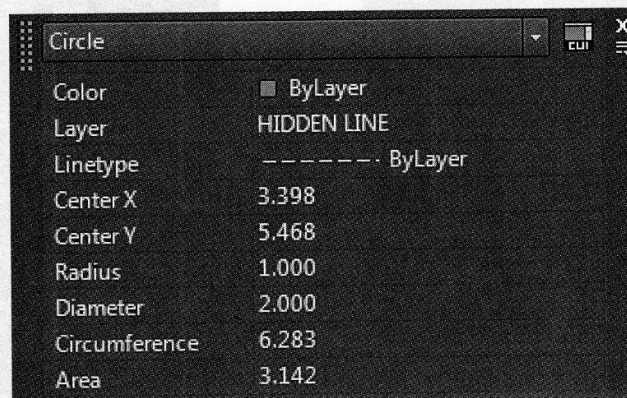 Circle CUI X
Color ByLayer
Layer HIDDEN LINE
Linetype ByLayer
Center X 3.398
Center Y 5.468
Radius 1.000
Diameter 2.000
Circumference 6.283
Area 3.142